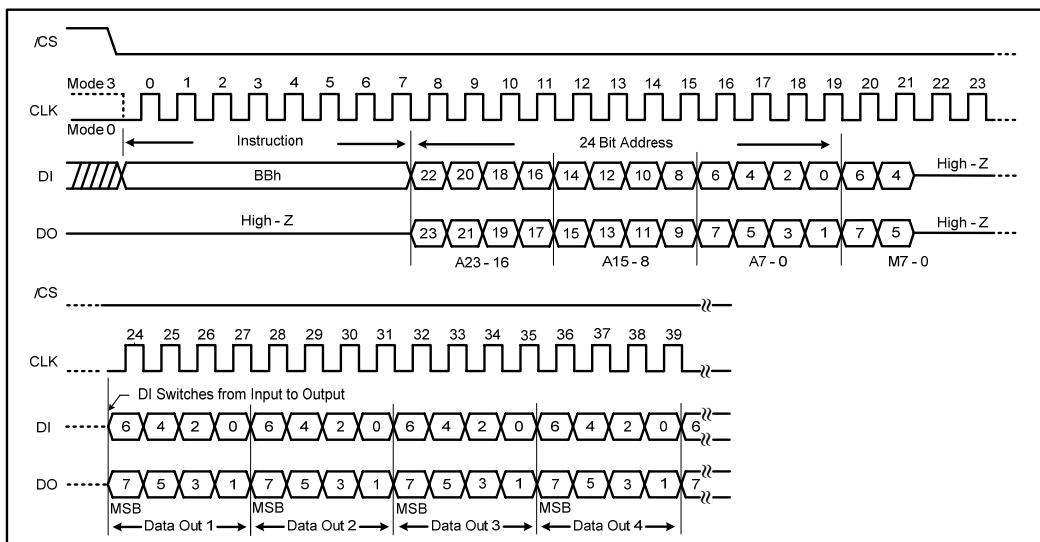 /CS
Mode 3 0 1 2 3 4 5 6 7 8 9 10 11 12 13 14 15 16 17 18 19 20 21 22 23
CLK
Mode 0
Instruction 24 Bit Address
DI BBh 22 20 18 16 14 12 10 8 6 4 2 0 6 4 High - Z
DO High - Z 23 21 19 17 15 13 11 9 7 5 3 1 7 5 High - Z
A23 - 16 A15 - 8 A7 - 0 M7 - 0
/CS
24 25 26 27 28 29 30 31 32 33 34 35 36 37 38 39
CLK
DI Switches from Input to Output
DI 6 4 2 0 6 4 2 0 6 4 2 0 6 4 2 0 6
DO 7 5 3 1 7 5 3 1 7 5 3 1 7 5 3 1 7
MSB MSB MSB MSB
Data Out 1 Data Out 2 Data Out 3 Data Out 4